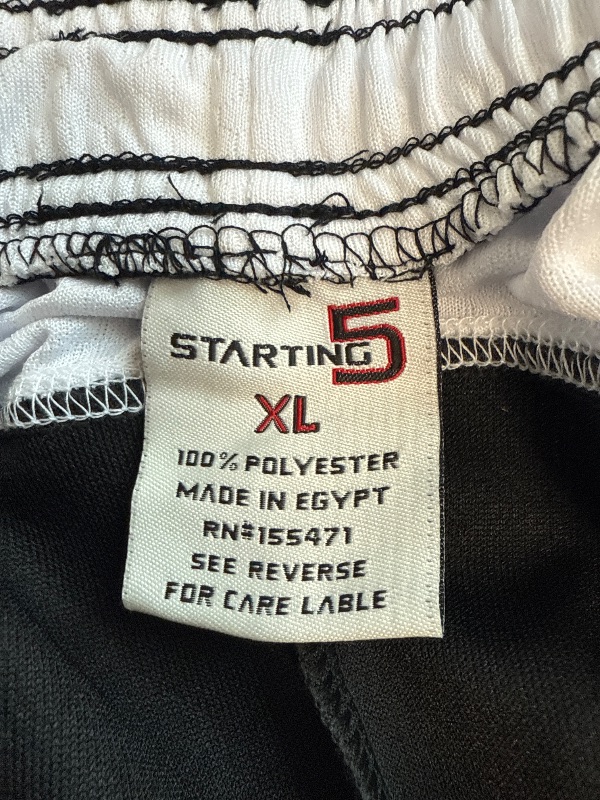 STARTING 5
XL
100% POLYESTER
MADE IN EGYPT
RN#155471
SEE REVERSE
FOR CARE LABLE